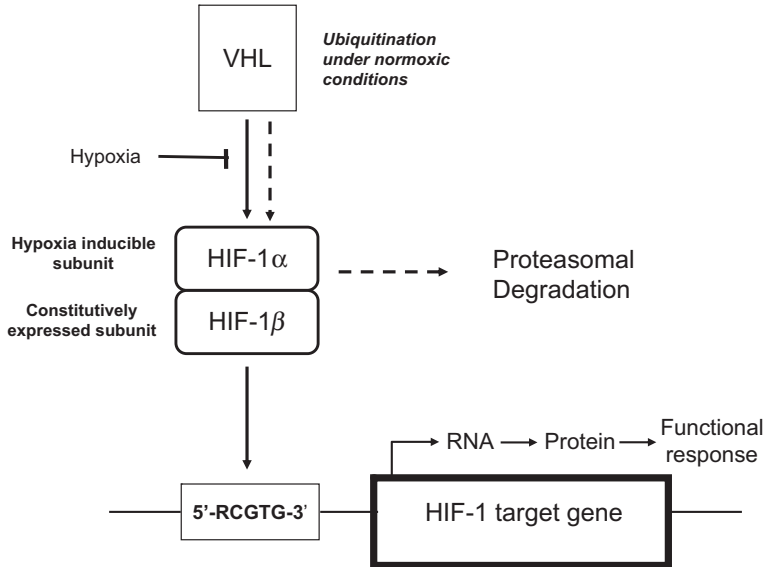 VHL
Ubiquitination
under normoxic
conditions
Hypoxia
Hypoxia inducible
subunit
HIF-1α
Proteasomal
Degradation
Constitutively
expressed subunit
HIF-1β
RNA
Protein
Functional
response
5'-RCGTG-3'
HIF-1 target gene